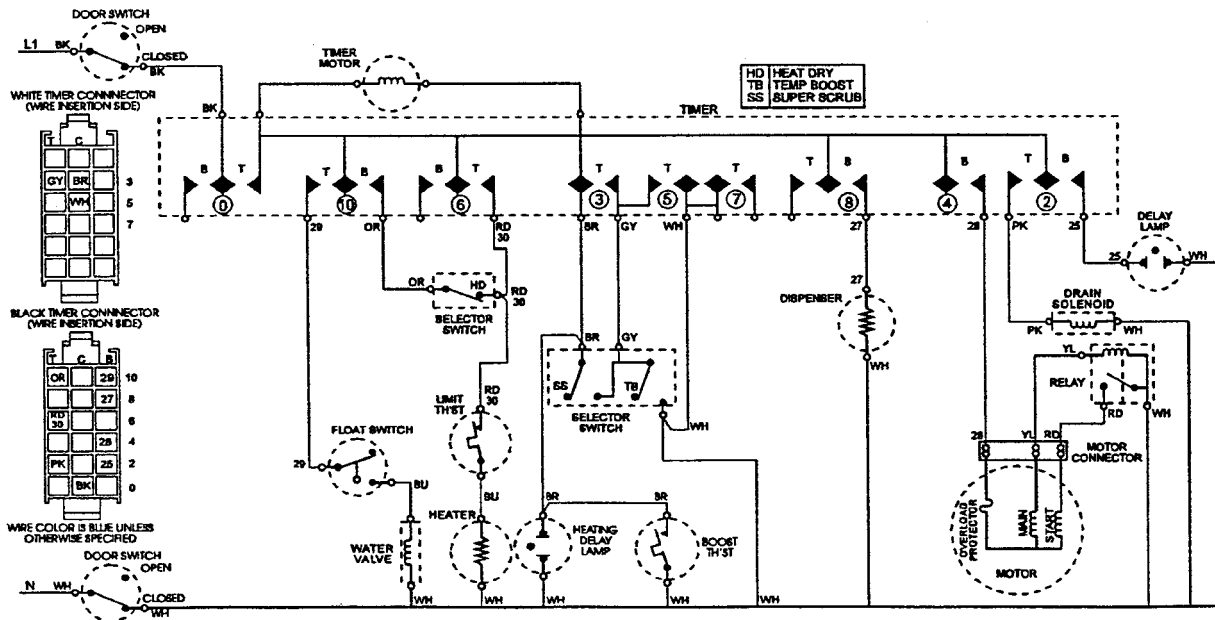 DOOR SWITCH
OPEN
L1 BK
CLOSED
BK
TIMER
MOTOR
HD HEAT DRY
TB TEMP BOOST
SS SUPER SCRUB
WHITE TIMER CONNNECTOR
(WIRE INSERTION SIDE)
T C
GY BR 3
WH 5
7
BK
TIMER
B T T B B T T T T T B B T B
0 10 6 3 5 7 8 4 2
29 OR RD BR GY WH 27 28 PK 25
30
DELAY
LAMP
25 WH
OR HD RD
30
SELECTOR
SWITCH
27
DISPENSER
WH
DRAIN
SOLENOID
PK WH
BLACK TIMER CONNNECTOR
(WIRE INSERTION SIDE)
T C B
OR 29 10
27 8
RD
30 6
28 4
PK 25 2
BK 0
WIRE COLOR IS BLUE UNLESS
OTHERWISE SPECIFIED
BR GY
SS TB
SELECTOR
SWITCH
WH
YL
RELAY
RD WH
RD
30
LIMIT
TH'ST
BU
FLOAT SWITCH
29
BU
28 YL RD
MOTOR
CONNECTOR
OVERLOAD
PROTECTOR
MAIN
START
MOTOR
WATER
VALVE
HEATER
BR BR
HEATING
DELAY
LAMP
BOOST
TH'ST
DOOR SWITCH
OPEN
N WH
CLOSED
WH
WH WH WH WH WH